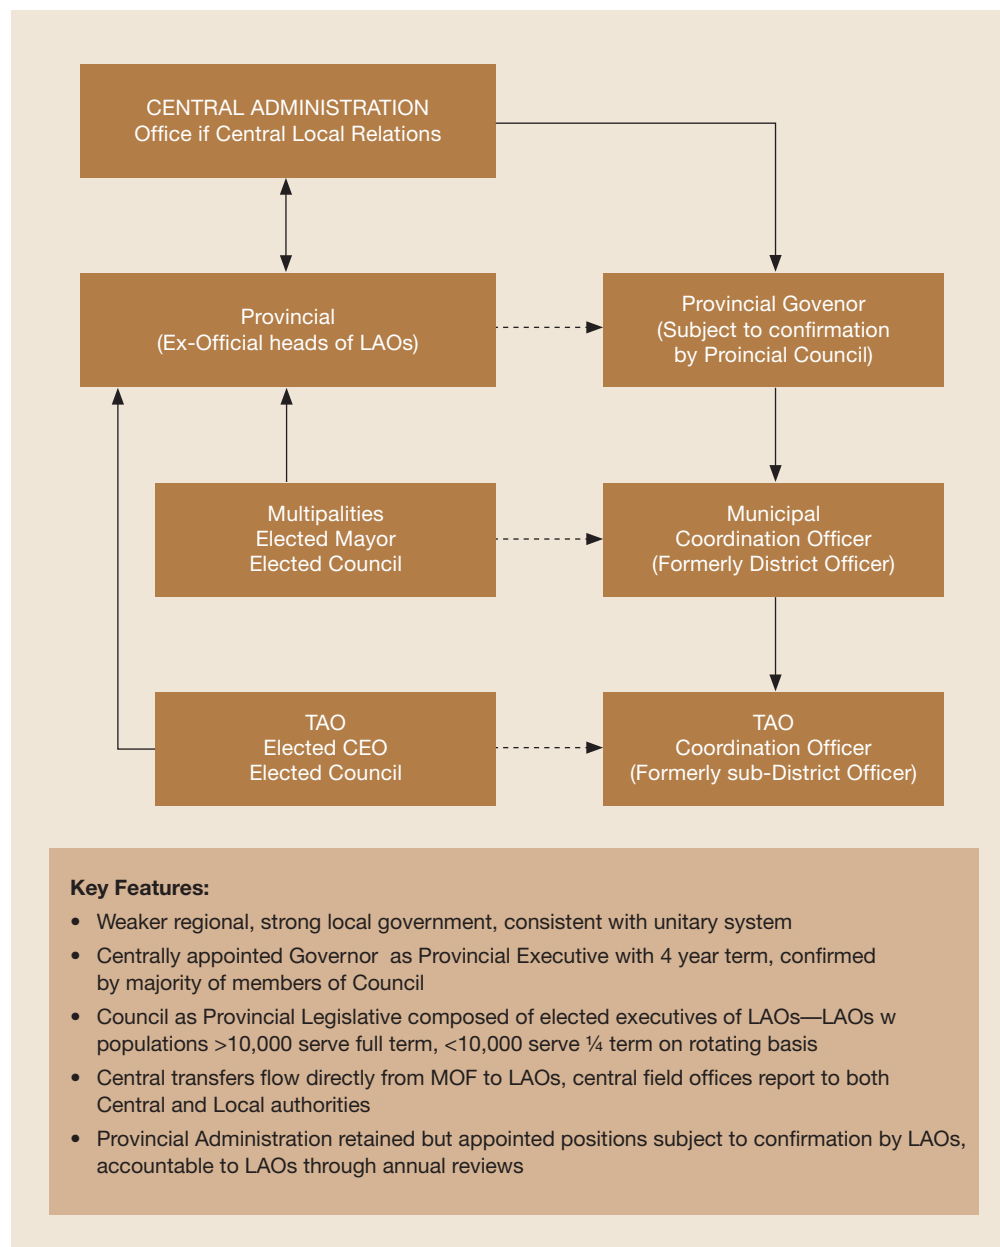 CENTRAL ADMINISTRATION
Office if Central Local Relations
Provincial
(Ex-Official heads of LAOs)
Provincial Govenor
(Subject to confirmation
by Proincial Council)
Multipalities
Elected Mayor
Elected Council
Municipal
Coordination Officer
(Formerly District Officer)
TAO
Elected CEO
Elected Council
TAO
Coordination Officer
(Formerly sub-District Officer)
Key Features:
• Weaker regional, strong local government, consistent with unitary system
• Centrally appointed Governor as Provincial Executive with 4 year term, confirmed
by majority of members of Council
• Council as Provincial Legislative composed of elected executives of LAOs—LAOs w
populations >10,000 serve full term, <10,000 serve ¼ term on rotating basis
• Central transfers flow directly from MOF to LAOs, central field offices report to both
Central and Local authorities
• Provincial Administration retained but appointed positions subject to confirmation by LAOs,
accountable to LAOs through annual reviews